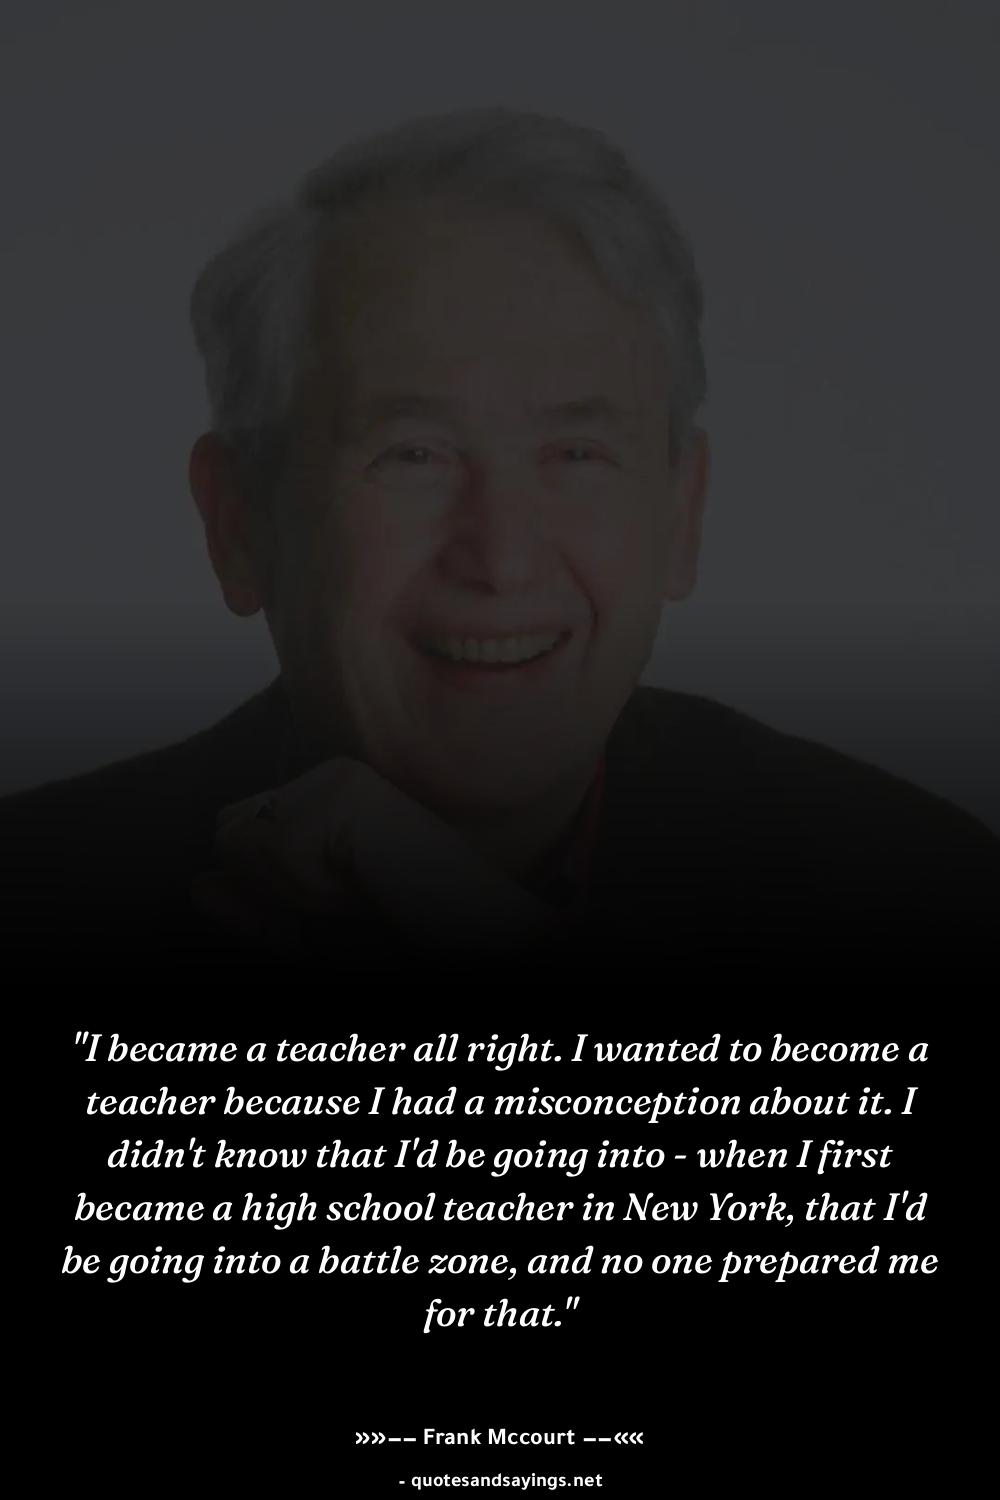 "I became a teacher all right. I wanted to become a
teacher because I had a misconception about it. I
didn't know that I'd be going into - when I first
became a high school teacher in New York, that I'd
be going into a battle zone, and no one prepared me
for that."
»»−− Frank Mccourt −−««
- quotesandsayings.net